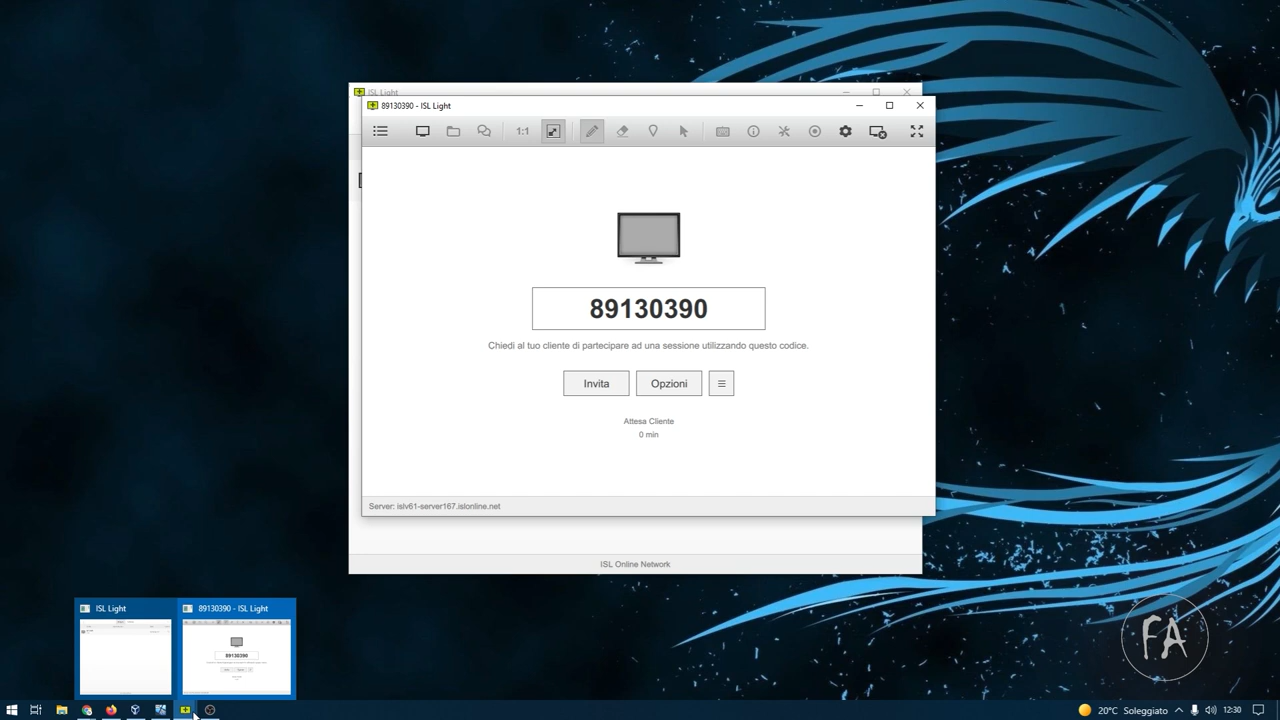 ISL Light
89130390 - ISL Light
1:1
89130390
Chiedi al tuo cliente di partecipare ad una sessione utilizzando questo codice.
Invita
Opzioni
Attesa Cliente
0 min
Server: islv61-server167.islonline.net
ISL Online Network
ISL Light
89130390 - ISL Light
89130390
FA
20°C Soleggiato
12:30